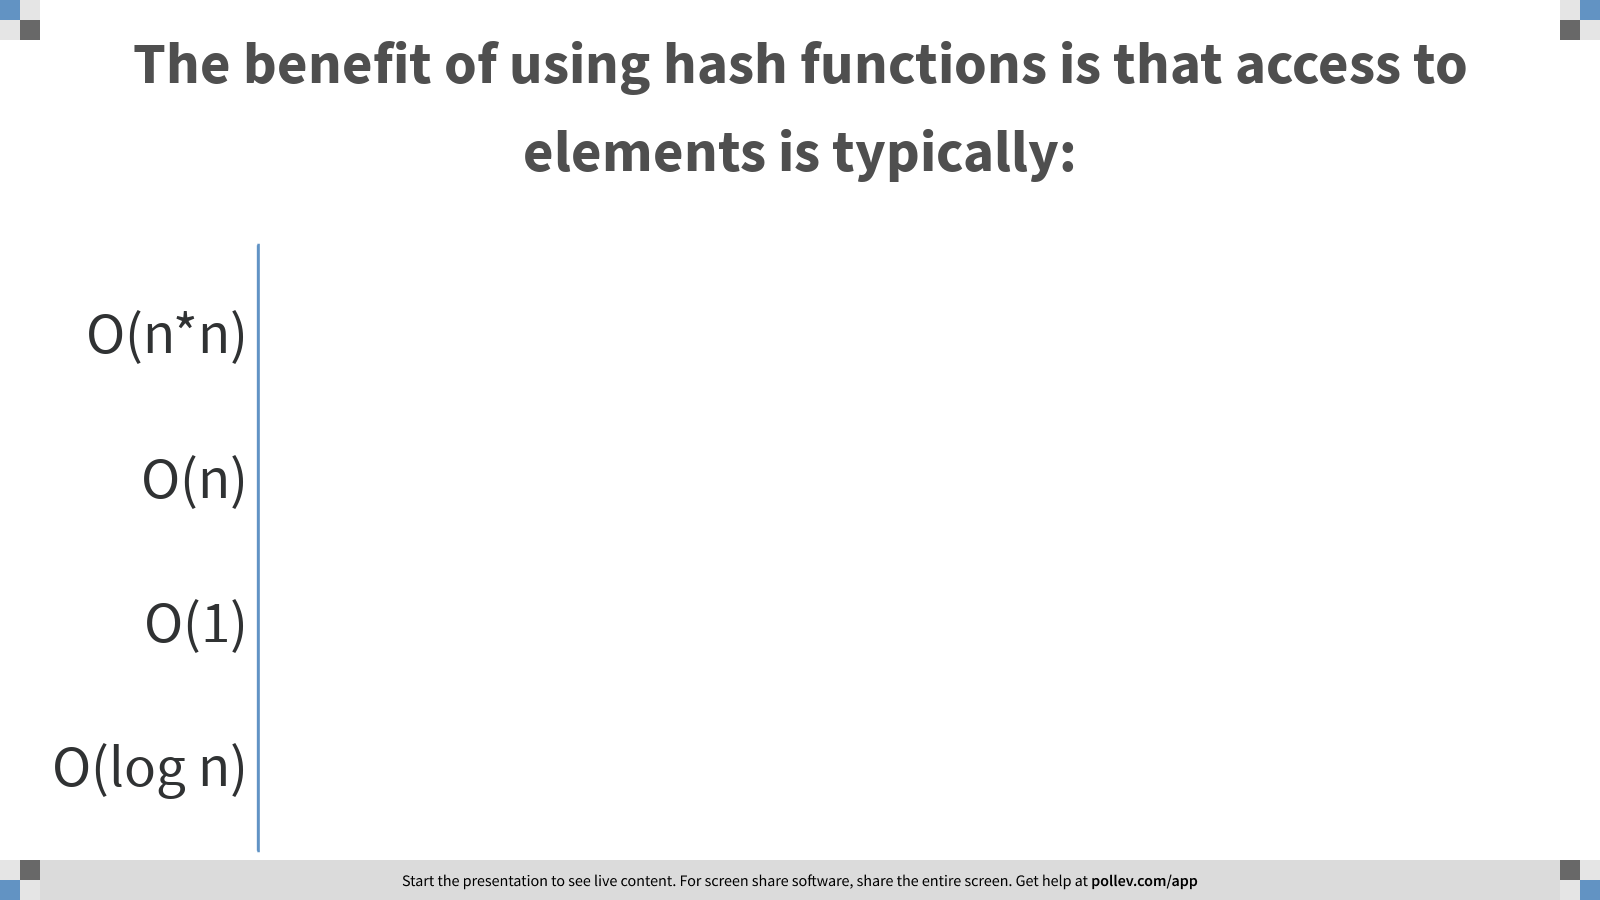 The benefit of using hash functions is that access to
elements is typically:
O(n*n)
O(n)
O(1)
O(log n)
Start the presentation to see live content. For screen share software, share the entire screen. Get help at pollev.com/app